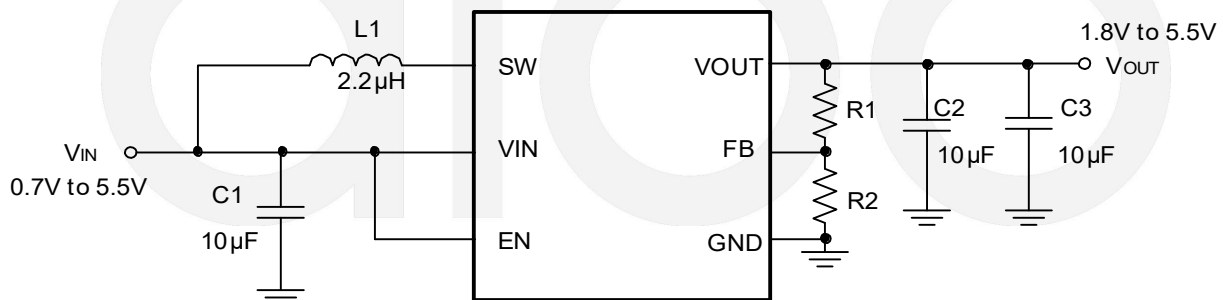 L1
2.2µH
SW
VIN
EN
VOUT
FB
GND
VIN
0.7V to 5.5V
C1
10µF
R1
R2
C2
10µF
C3
10µF
1.8V to 5.5V
VOUT